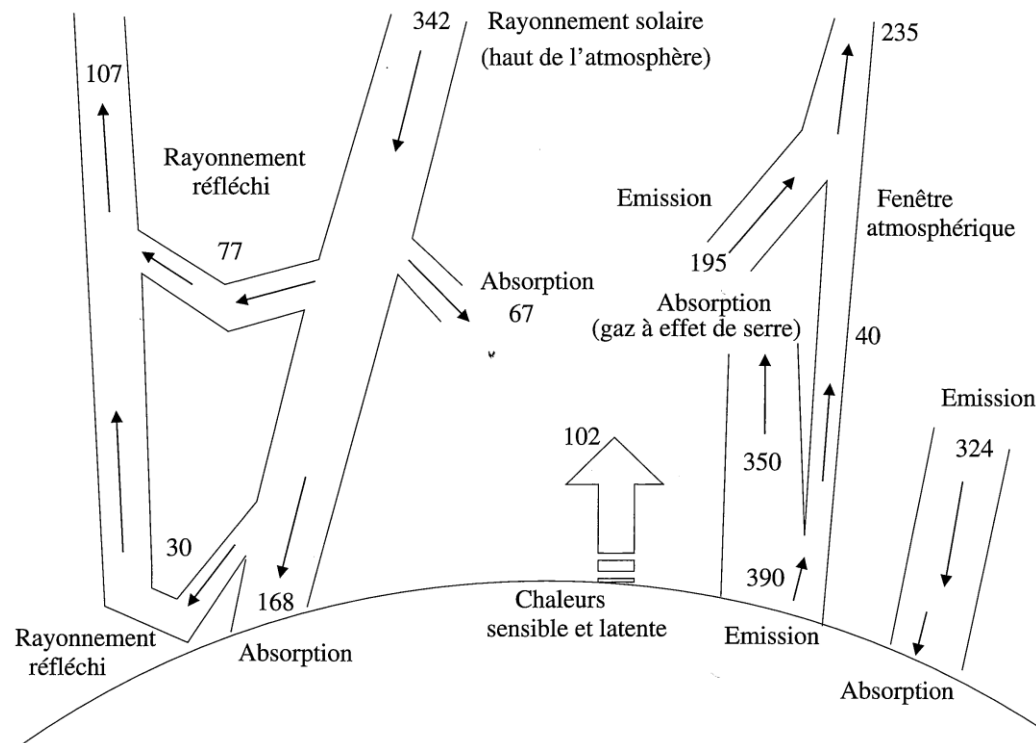 342
Rayonnement solaire
(haut de l'atmosphère)
235
107
Rayonnement
réfléchi
77
Emission
Fenêtre
atmosphérique
195
Absorption
67
Absorption
(gaz à effet de serre)
40
Emission
324
102
350
30
390
168
Chaleurs
sensible et latente
Emission
Rayonnement
réfléchi
Absorption
Absorption